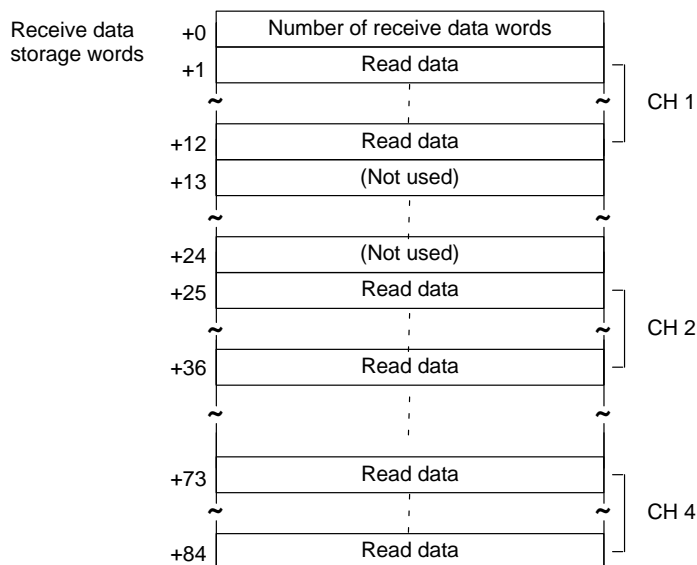 Receive data
storage words
+0 Number of receive data words
+1 Read data
CH 1
+12 Read data
+13 (Not used)
+24 (Not used)
+25 Read data
CH 2
+36 Read data
+73 Read data
CH 4
+84 Read data